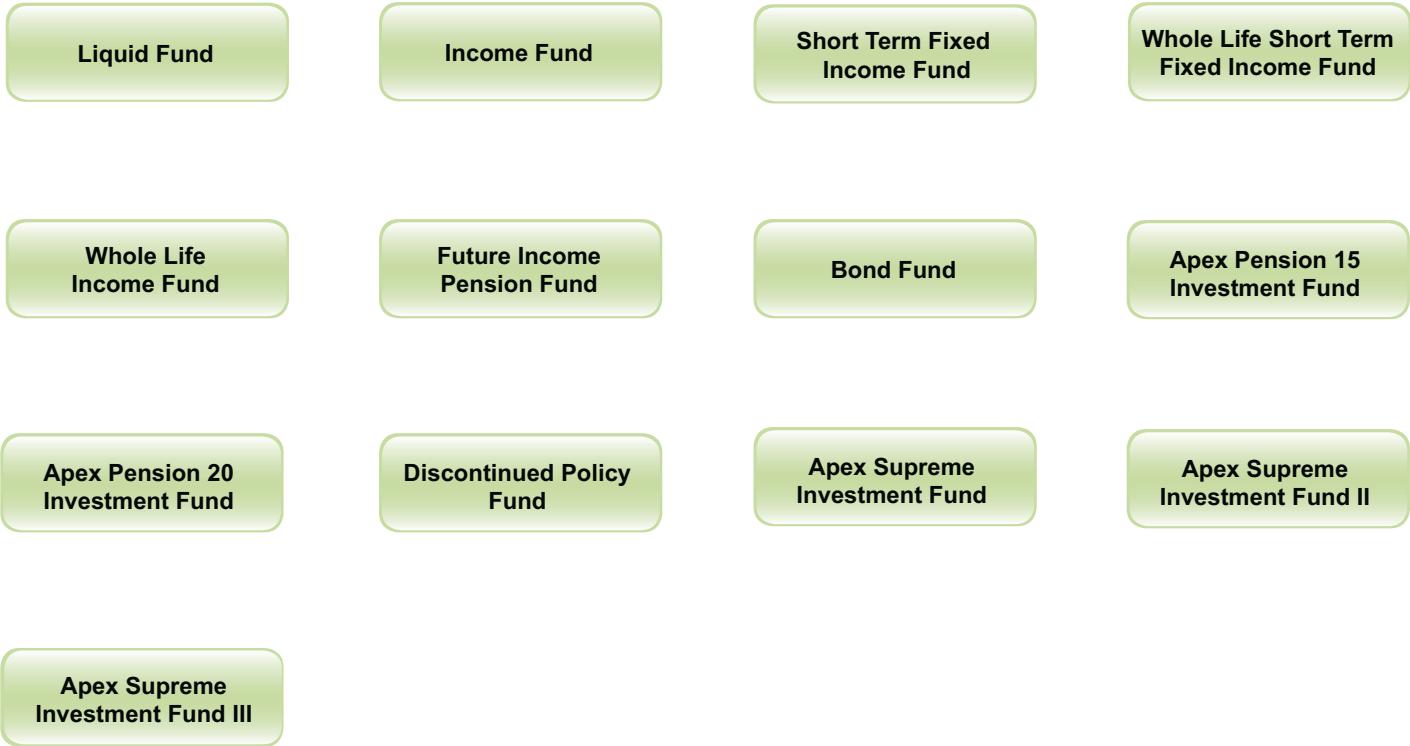 Liquid Fund
Income Fund
Short Term Fixed
Income Fund
Whole Life Short Term
Fixed Income Fund
Whole Life
Income Fund
Future Income
Pension Fund
Bond Fund
Apex Pension 15
Investment Fund
Apex Pension 20
Investment Fund
Discontinued Policy
Fund
Apex Supreme
Investment Fund
Apex Supreme
Investment Fund II
Apex Supreme
Investment Fund III